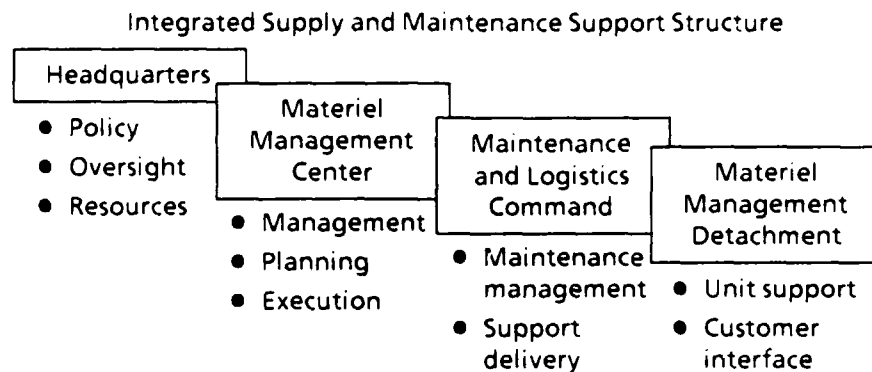 Integrated Supply and Maintenance Support Structure
Headquarters
● Policy
● Oversight
● Resources
Materiel
Management
Center
● Management
● Planning
● Execution
Maintenance
and Logistics
Command
● Maintenance
management
● Support
delivery
Materiel
Management
Detachment
● Unit support
● Customer
interface